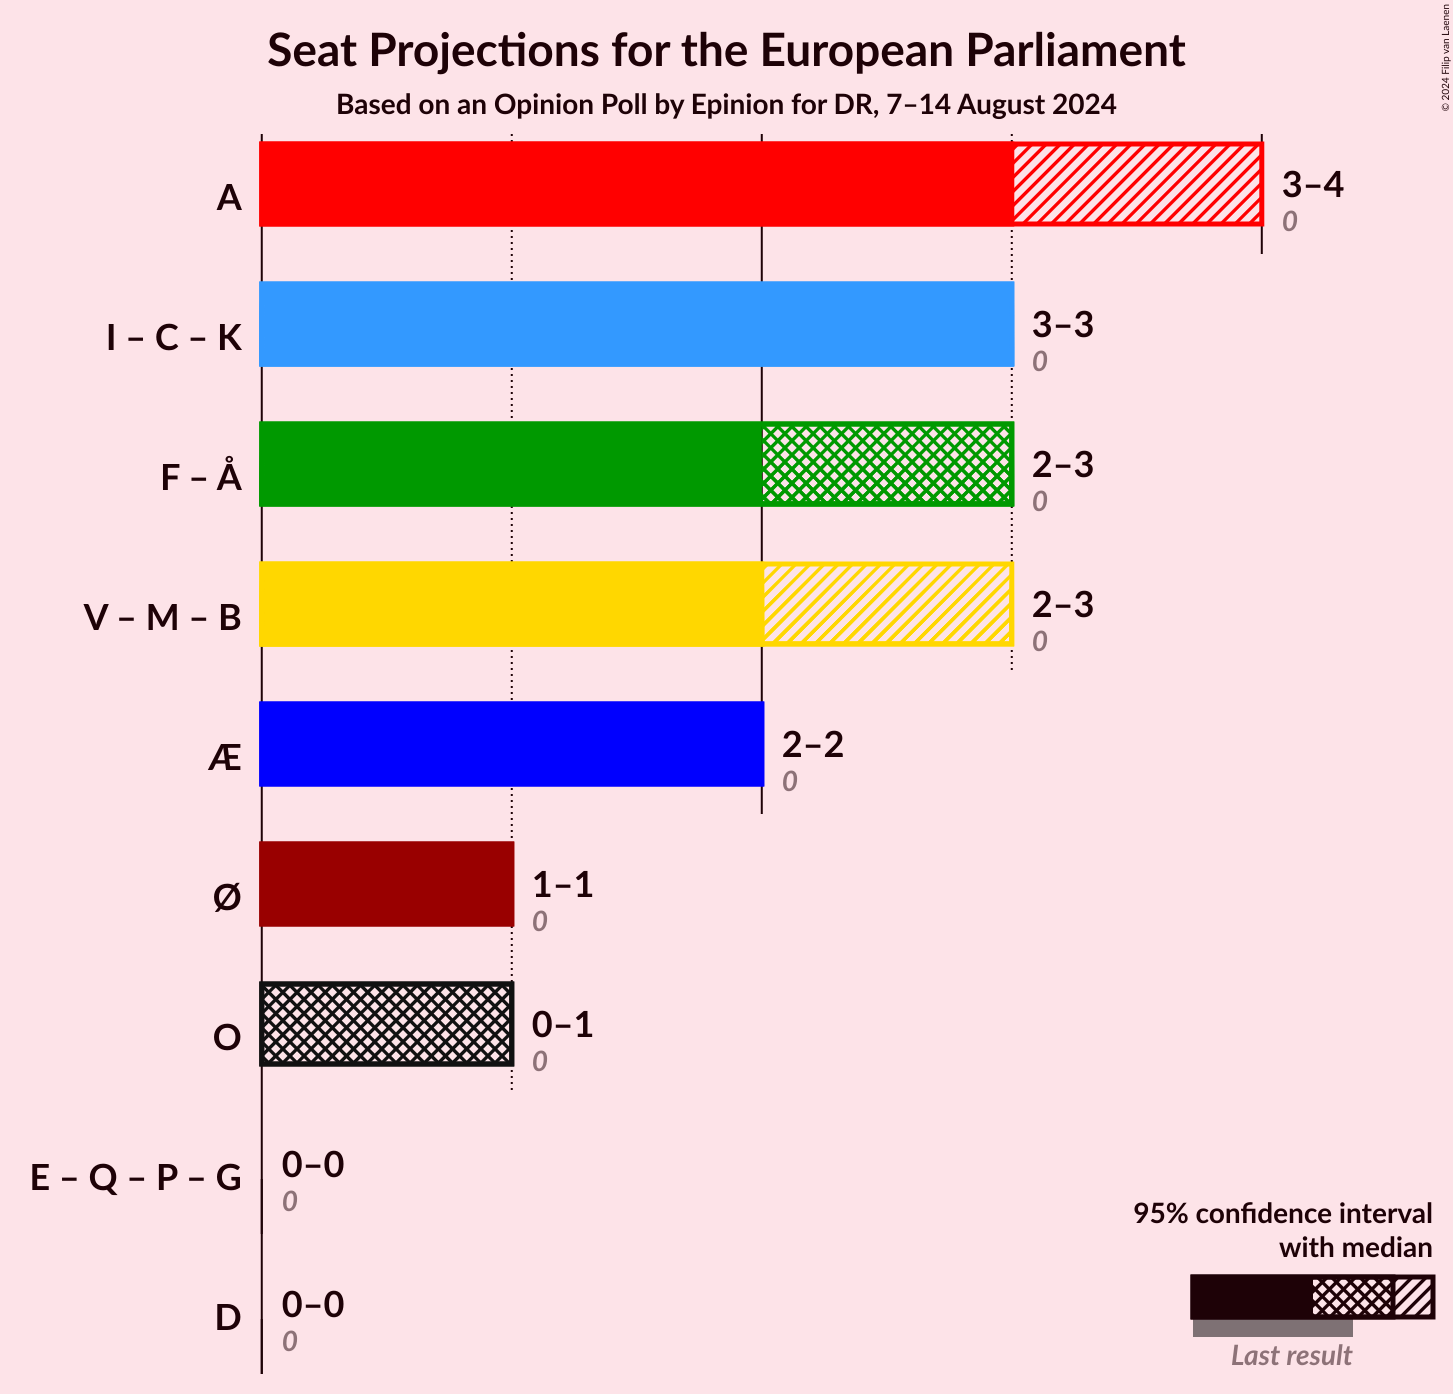 Seat Projections for the European Parliament
Based on an Opinion Poll by Epinion for DR, 7–14 August 2024
© 2024 Filip van Laenen
A
3–4
0
I – C – K
3–3
0
F – Å
2–3
0
V – M – B
2–3
0
Æ
2–2
0
Ø
1–1
0
O
0–1
0
E – Q – P – G
0–0
0
D
0–0
0
95% confidence interval
with median
Last result